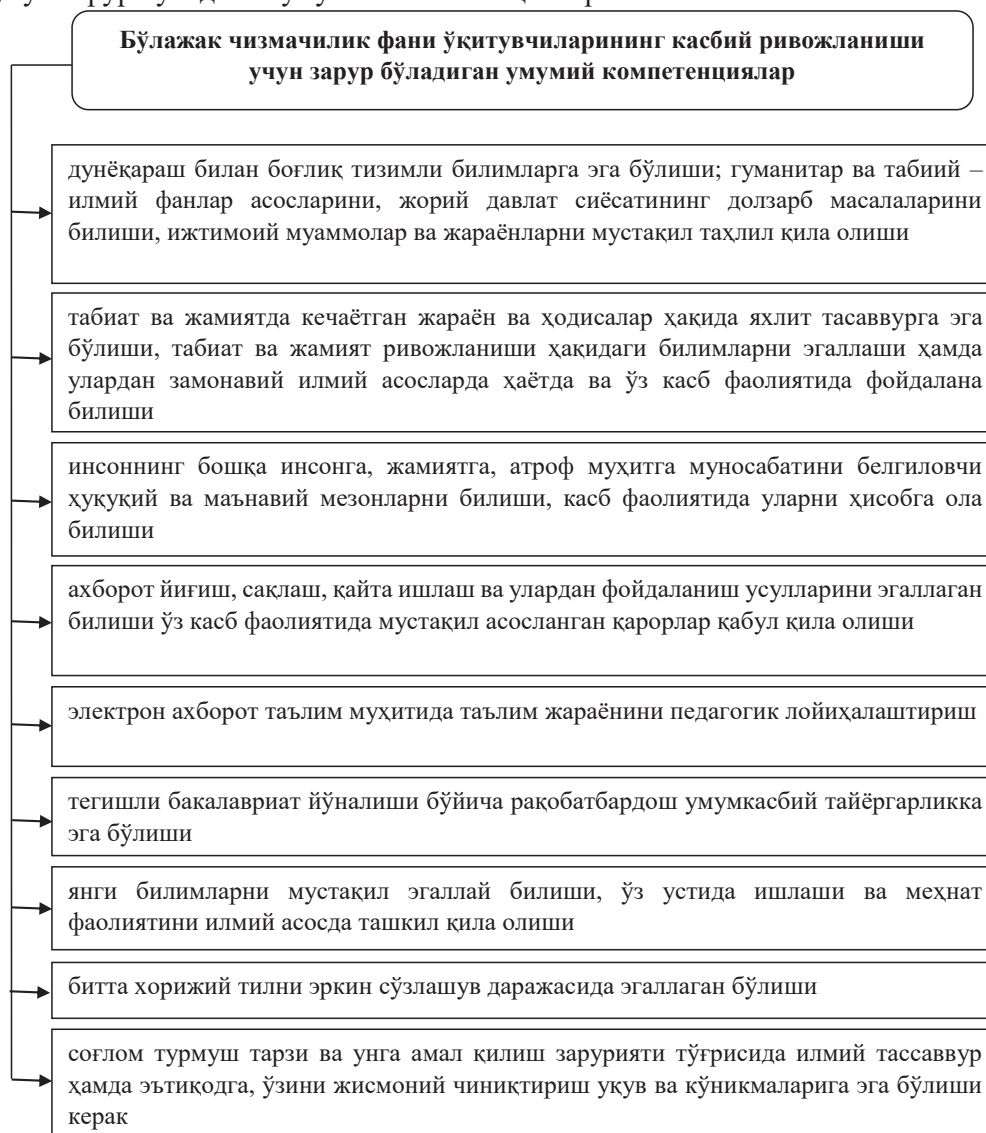 Бўлажак чизмачилик фани ўқитувчиларининг касбий ривожланиши
учун зарур бўладиган умумий компетенциялар
дунёқараш билан боғлиқ тизимли билимларга эга бўлиши; гуманитар ва табиий –
илмий фанлар асосларини, жорий давлат сиёсатининг долзарб масалаларини
билиши, ижтимоий муаммолар ва жараёнларни мустақил таҳлил қила олиши
табиат ва жамиятда кечаётган жараён ва ҳодисалар ҳақида яхлит тасаввурга эга
бўлиши, табиат ва жамият ривожланиши ҳақидаги билимларни эгаллаши ҳамда
улардан замонавий илмий асосларда ҳаётда ва ўз касб фаолиятида фойдалана
билиши
инсоннинг бошқа инсонга, жамиятга, атроф муҳитга муносабатини белгиловчи
ҳуқуқий ва маънавий мезонларни билиши, касб фаолиятида уларни ҳисобга ола
билиши
ахборот йиғиш, сақлаш, қайта ишлаш ва улардан фойдаланиш усулларини эгаллаган
билиши ўз касб фаолиятида мустақил асосланган қарорлар қабул қила олиши
электрон ахборот таълим муҳитида таълим жараёнини педагогик лойиҳалаштириш
тегишли бакалавриат йўналиши бўйича рақобатбардош умумкасбий тайёргарликка
эга бўлиши
янги билимларни мустақил эгаллай билиши, ўз устида ишлаши ва меҳнат
фаолиятини илмий асосда ташкил қила олиши
битта хорижий тилни эркин сўзлашув даражасида эгаллаган бўлиши
соғлом турмуш тарзи ва унга амал қилиш зарурияти тўғрисида илмий тассаввур
ҳамда эътиқодга, ўзини жисмоний чиниқтириш уқув ва кўникмаларига эга бўлиши
керак